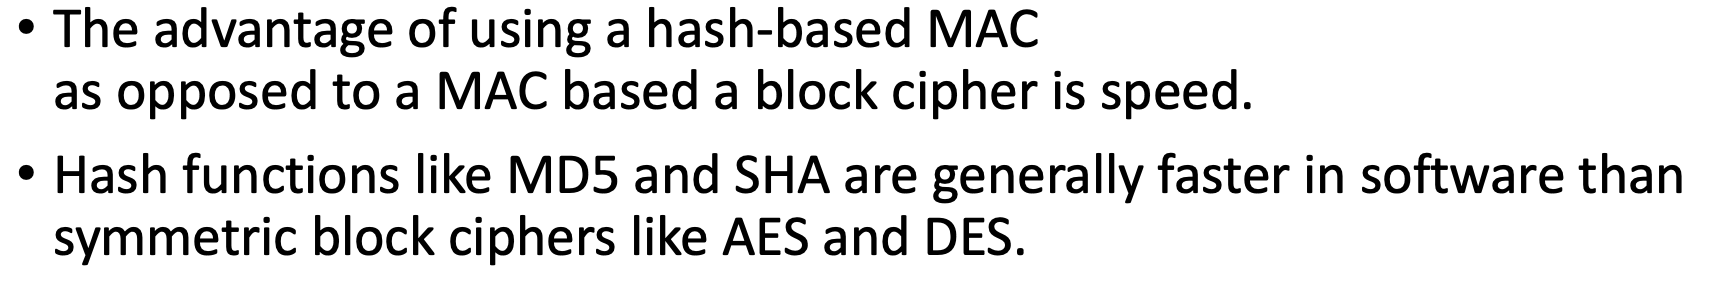 • The advantage of using a hash-based MAC
as opposed to a MAC based a block cipher is speed.
• Hash functions like MD5 and SHA are generally faster in software than
symmetric block ciphers like AES and DES.